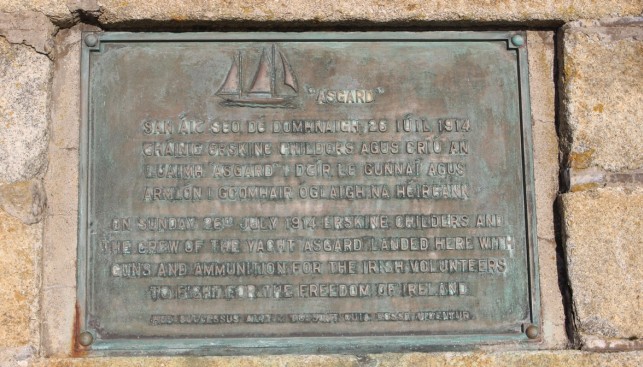 "ASGARD"
SAN ÁIT SEO DÉ DOMHNAIGH 26 IÚIL 1914
THÁINIG ERSKINE CHILDERS AGUS CRIÚ AN
"ASGARD" I DTÍR LE GUNNAÍ AGUS
ARMLÓN I GCOMHAIR ÓGLAIGH NA HÉIREANN
ON SUNDAY 26TH JULY 1914 ERSKINE CHILDERS AND
THE CREW OF THE YACHT ASGARD LANDED HERE WITH
GUNS AND AMMUNITION FOR THE IRISH VOLUNTEERS
TO FIGHT FOR THE FREEDOM OF IRELAND